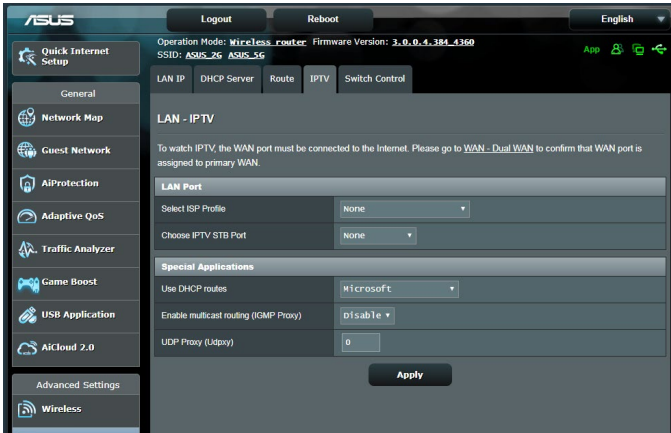 ASUS
Logout
Reboot
English
Quick Internet
Setup
Operation Mode: Wireless router Firmware Version: 3.0.0.4.384_4360
SSID: ASUS_2G ASUS_5G
App
LAN IP
DHCP Server
Route
IPTV
Switch Control
General
Network Map
Guest Network
AiProtection
Adaptive QoS
Traffic Analyzer
Game Boost
USB Application
AiCloud 2.0
Advanced Settings
Wireless
LAN - IPTV
To watch IPTV, the WAN port must be connected to the Internet. Please go to WAN - Dual WAN to confirm that WAN port is
assigned to primary WAN.
LAN Port
Select ISP Profile
None
Choose IPTV STB Port
None
Special Applications
Use DHCP routes
Microsoft
Enable multicast routing (IGMP Proxy)
Disable
UDP Proxy (Udpxy)
0
Apply